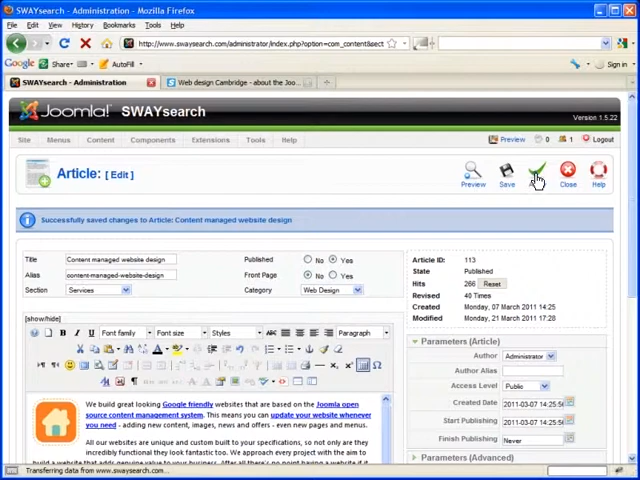 SWAYsearch - Administration - Mozilla Firefox
File Edit View History Bookmarks Tools Help
http://www.swaysearch.com/administrator/index.php?option=com_content&sect
Google Share AutoFill Sign in
SWAYsearch - Administration Web design Cambridge - about the Joo...
Joomla! SWAYsearch Version 1.5.22
Site Menus Content Components Extensions Tools Help Preview 0 1 Logout
Article: [ Edit ]
Preview Save Close Help
Successfully saved changes to Article: Content managed website design
Title Content managed website design Published No Yes
Alias content-managed-website-design Front Page No Yes
Section Services Category Web Design
Article ID: 113
State Published
Hits 266 Reset
Revised 40 Times
Created Monday, 07 March 2011 14:25
Modified Monday, 21 March 2011 17:28
[show/hide]
Font family Font size Styles Paragraph
Parameters (Article)
Author Administrator
Author Alias
Access Level Public
Created Date 2011-03-07 14:25:5
Start Publishing 2011-03-07 14:25:5
Finish Publishing Never
Parameters (Advanced)
We build great looking Google friendly websites that are based on the Joomla open
source content management system. This means you can update your website whenever
you need - adding new content, images, news and offers - even new pages and menus.
All our websites are unique and custom built to your specifications, so not only are they
incredibly functional they look fantastic too. We approach every project with the aim to
Transferring data from www.swaysearch.com...